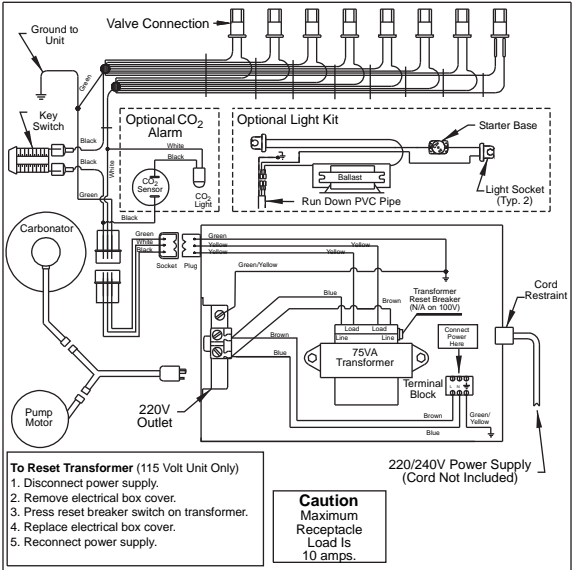 Valve Connection
Ground to
Unit
Green
Key
Switch
Black
Black
White
Green
Black
Optional CO2
Alarm
White
Black
CO2
Sensor
CO2
Light
Optional Light Kit
Starter Base
Ballast
Light Socket
(Typ. 2)
Run Down PVC Pipe
Carbonator
Green
White
Black
Socket
Plug
Green
Yellow
Yellow
Yellow
Yellow
Green/Yellow
Blue
Brown
Transformer
Reset Breaker
(N/A on 100V)
Cord
Restraint
Load
Load
Line
Line
75VA
Transformer
Brown
Blue
Connect
Power
Here
Terminal
Block
L N
Brown
Blue
Green/
Yellow
220V
Outlet
Pump
Motor
220/240V Power Supply
(Cord Not Included)
To Reset Transformer (115 Volt Unit Only)
1. Disconnect power supply.
2. Remove electrical box cover.
3. Press reset breaker switch on transformer.
4. Replace electrical box cover.
5. Reconnect power supply.
Caution
Maximum
Receptacle
Load Is
10 amps.